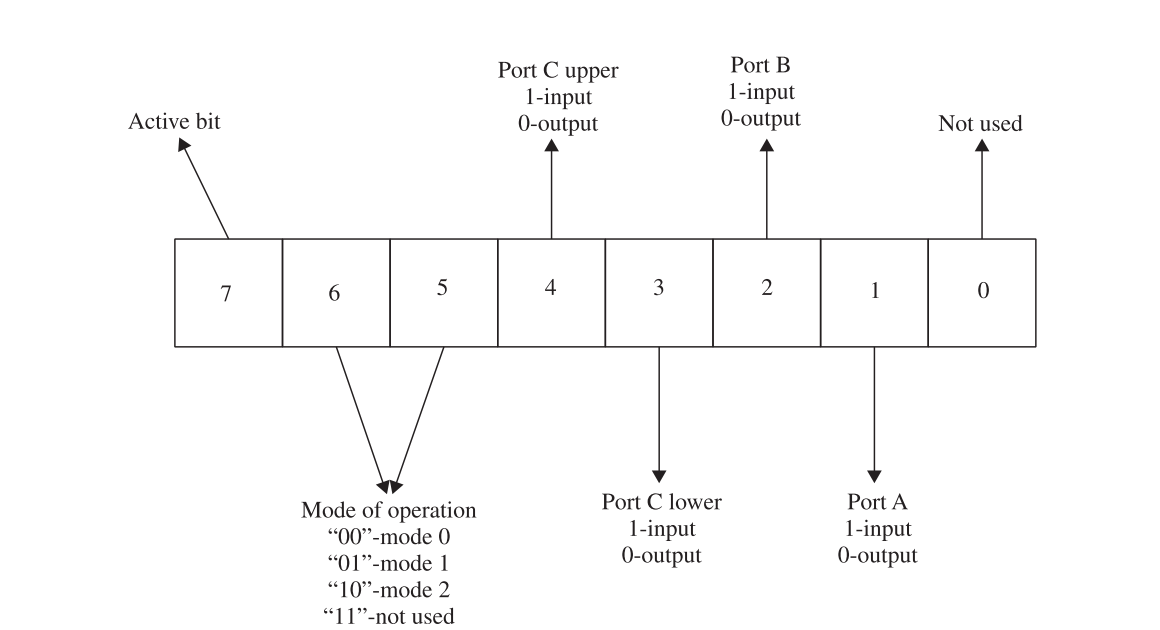 Active bit
Port C upper
1-input
0-output
Port B
1-input
0-output
Not used
7 6 5 4 3 2 1 0
Mode of operation
“00”-mode 0
“01”-mode 1
“10”-mode 2
“11”-not used
Port C lower
1-input
0-output
Port A
1-input
0-output